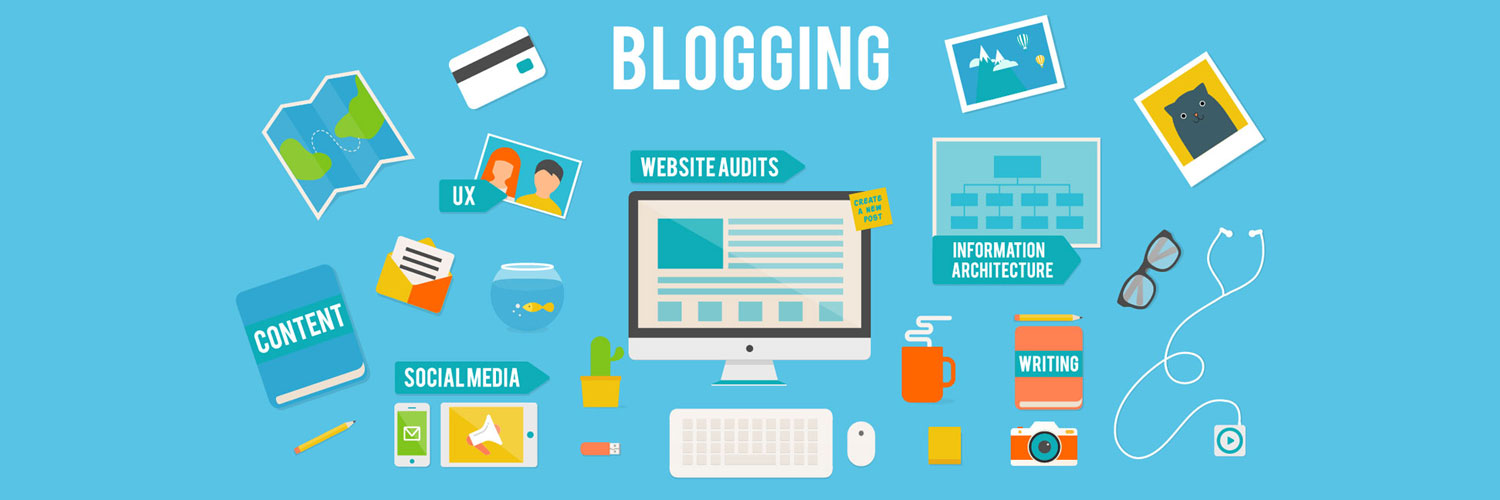 BLOGGING
WEBSITE AUDITS
UX
CREATE
A NEW
POST
INFORMATION
ARCHITECTURE
CONTENT
SOCIAL MEDIA
WRITING